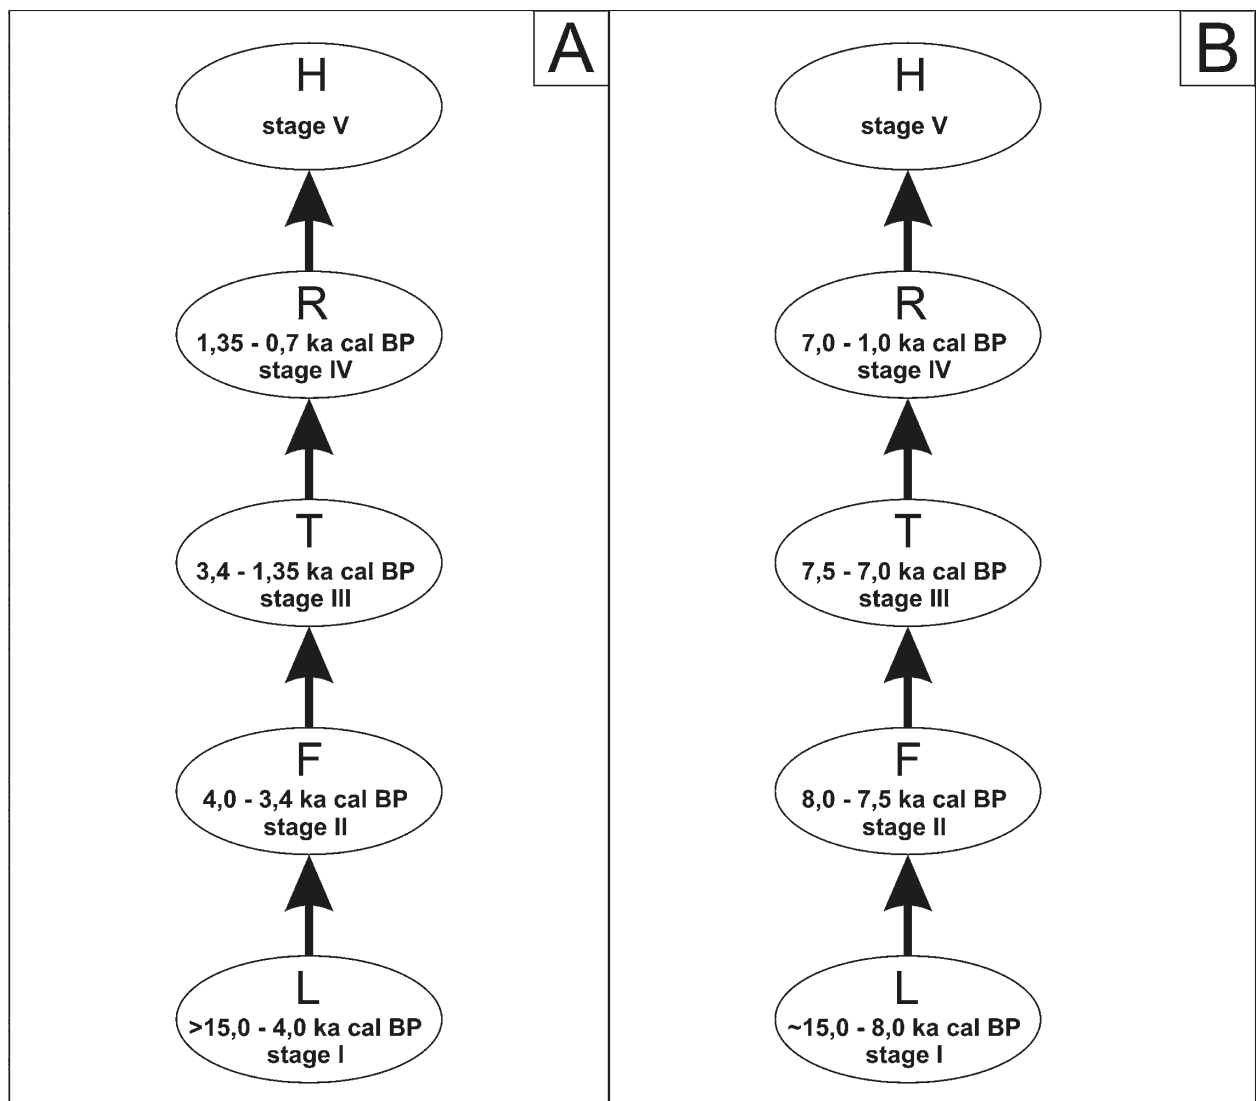 A
H
stage V
R
1,35 - 0,7 ka cal BP
stage IV
T
3,4 - 1,35 ka cal BP
stage III
F
4,0 - 3,4 ka cal BP
stage II
L
>15,0 - 4,0 ka cal BP
stage I
B
H
stage V
R
7,0 - 1,0 ka cal BP
stage IV
T
7,5 - 7,0 ka cal BP
stage III
F
8,0 - 7,5 ka cal BP
stage II
L
~15,0 - 8,0 ka cal BP
stage I